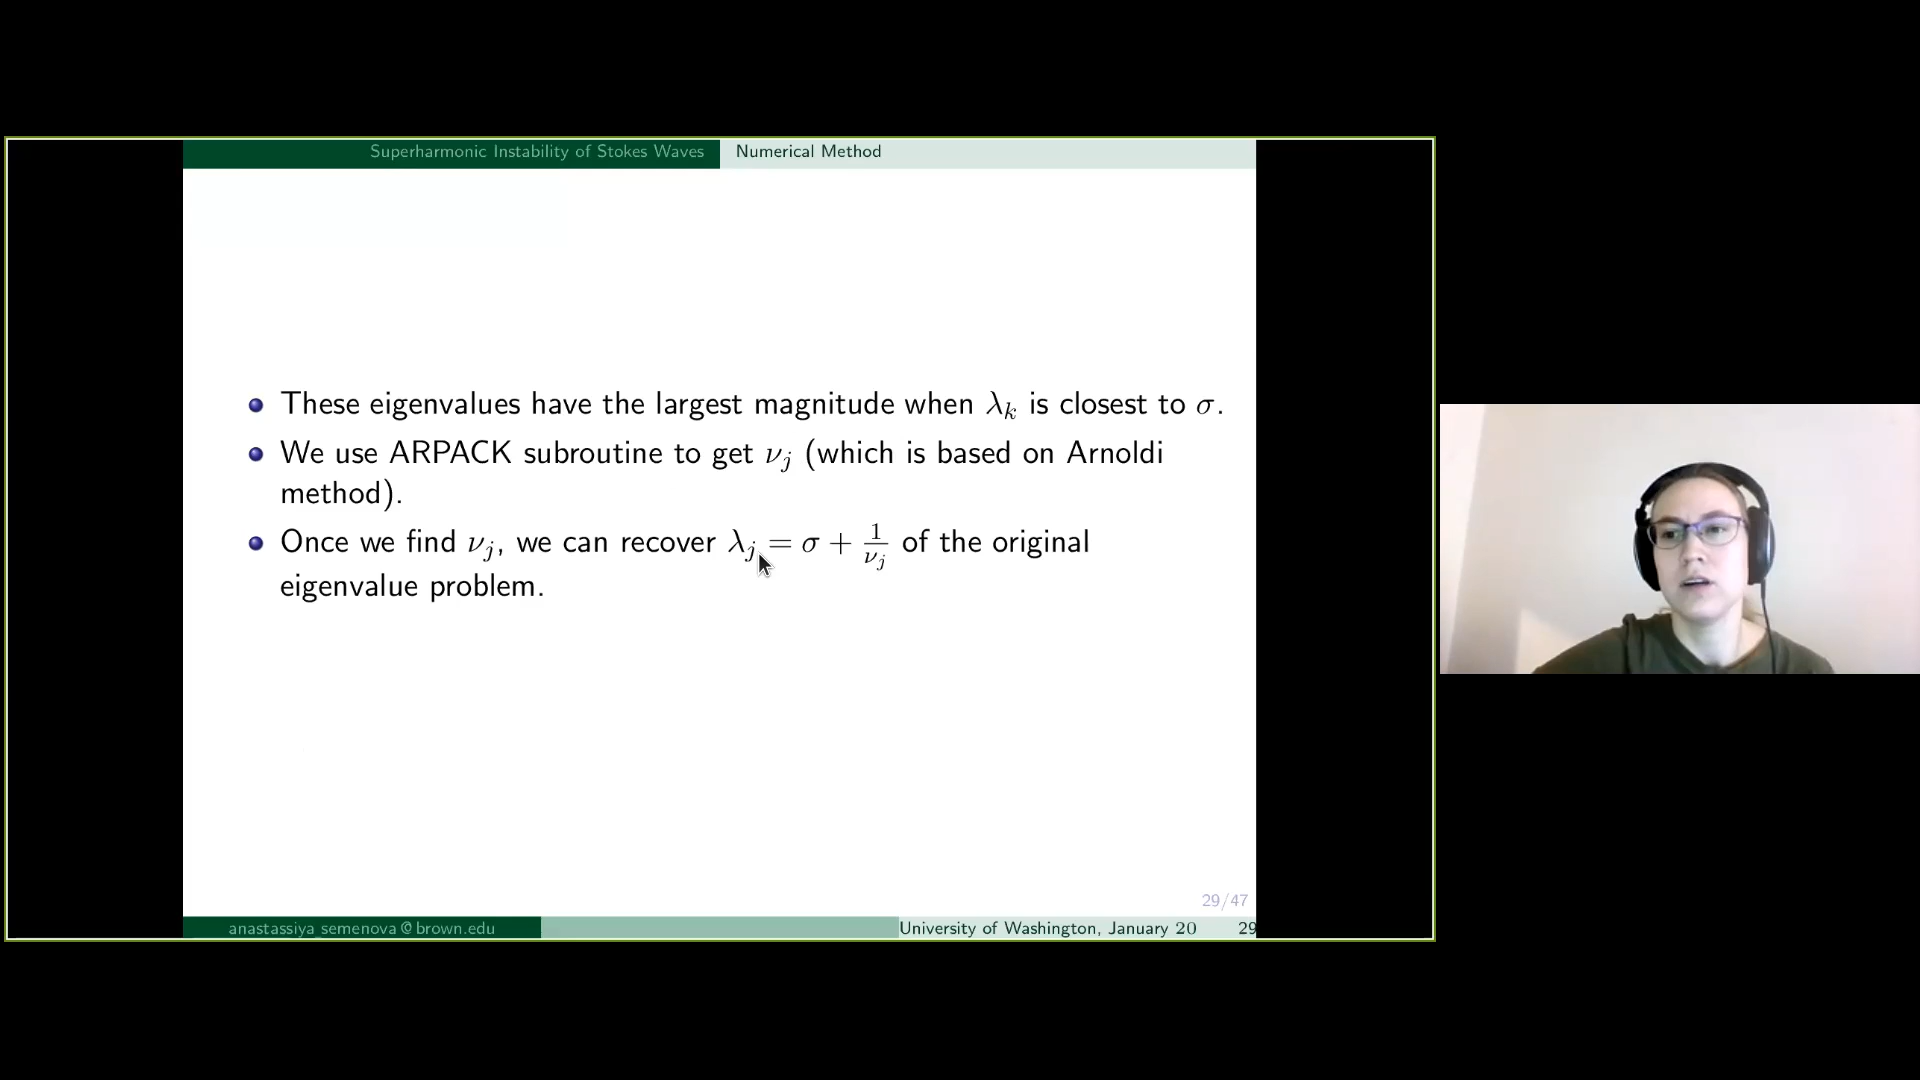 Superharmonic Instability of Stokes Waves Numerical Method
These eigenvalues have the largest magnitude when λ_k is closest to σ.
We use ARPACK subroutine to get ν_j (which is based on Arnoldi
method).
Once we find ν_j, we can recover λ_j = σ + 1/ν_j of the original
eigenvalue problem.
29/47
anastassiya_semenova@brown.edu University of Washington, January 20 29